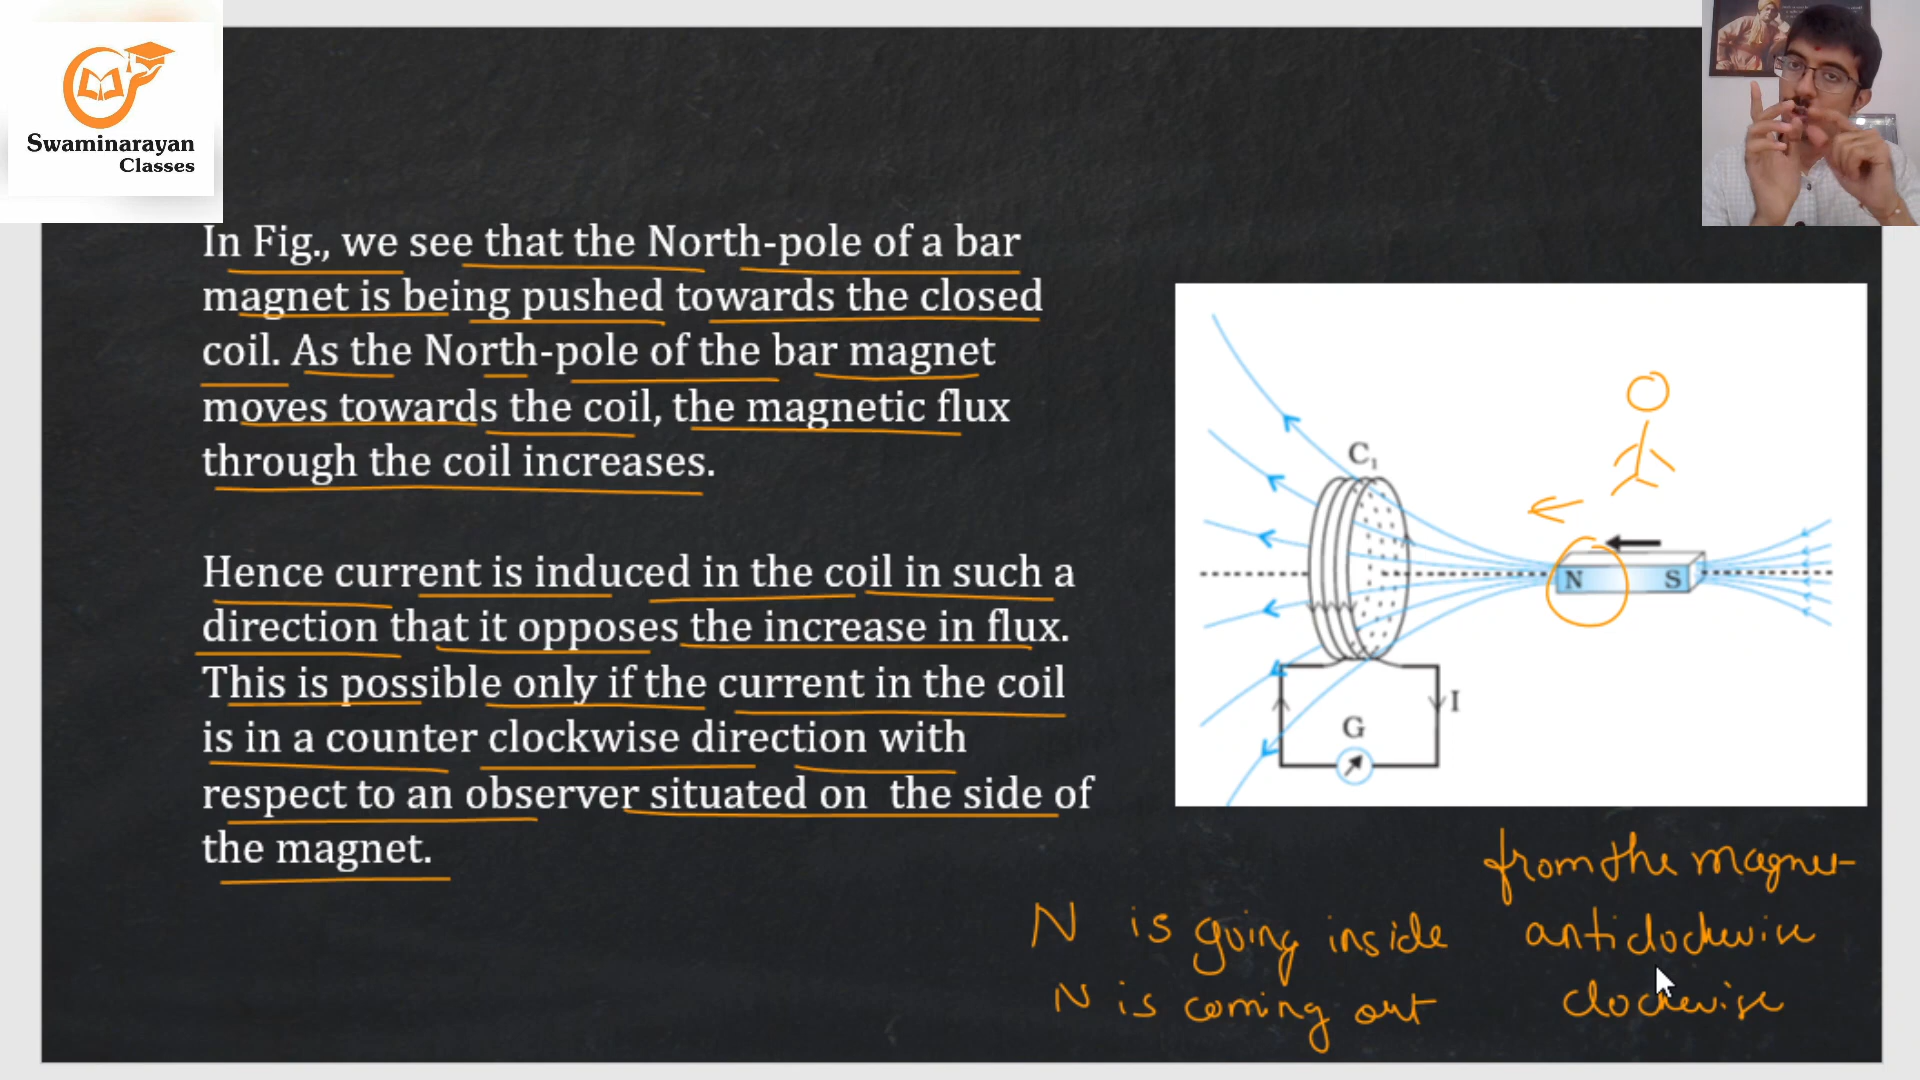 Swaminarayan
Classes
In Fig., we see that the North-pole of a bar
magnet is being pushed towards the closed
coil. As the North-pole of the bar magnet
moves towards the coil, the magnetic flux
through the coil increases.
Hence current is induced in the coil in such a
direction that it opposes the increase in flux.
This is possible only if the current in the coil
is in a counter clockwise direction with
respect to an observer situated on the side of
the magnet.
C₁
N S
I
G
from the magnet
N is going inside anticlockwise
N is coming out clockwise